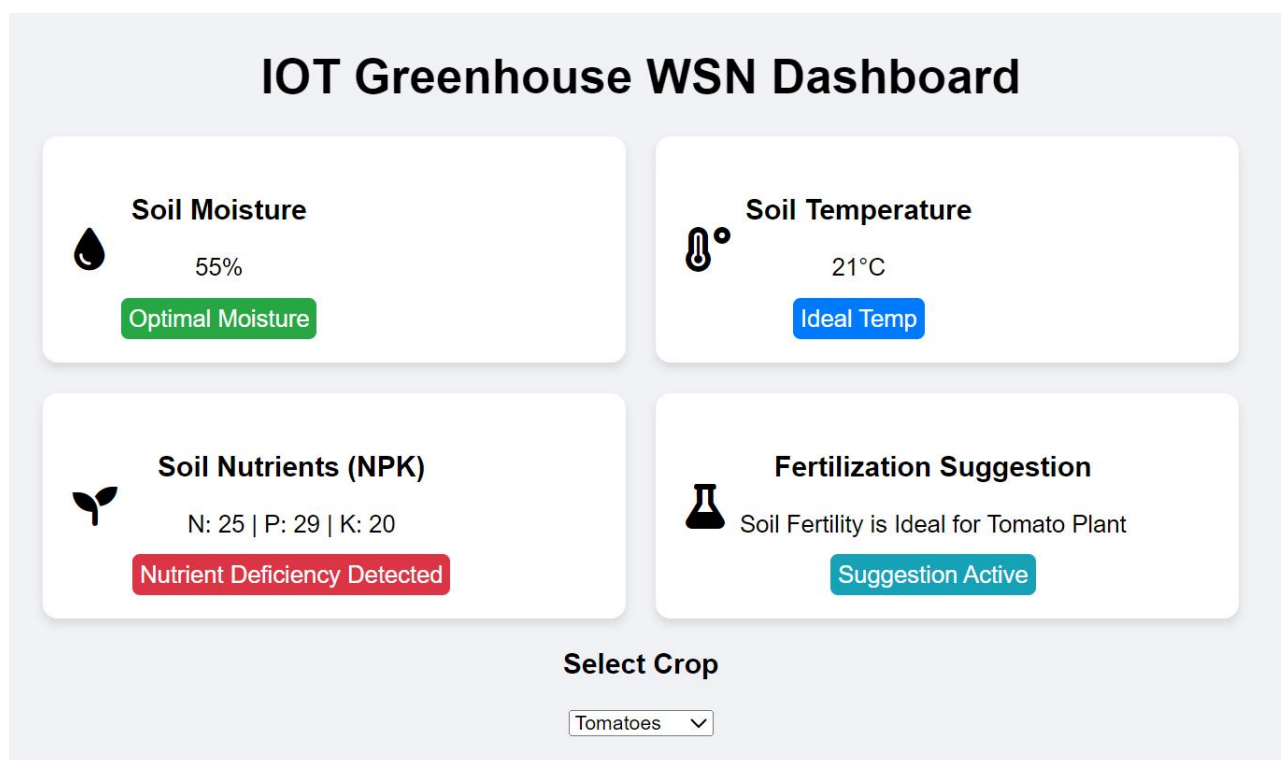 IOT Greenhouse WSN Dashboard
Soil Moisture
55%
Optimal Moisture
Soil Temperature
21°C
Ideal Temp
Soil Nutrients (NPK)
N: 25 | P: 29 | K: 20
Nutrient Deficiency Detected
Fertilization Suggestion
Soil Fertility is Ideal for Tomato Plant
Suggestion Active
Select Crop
Tomatoes